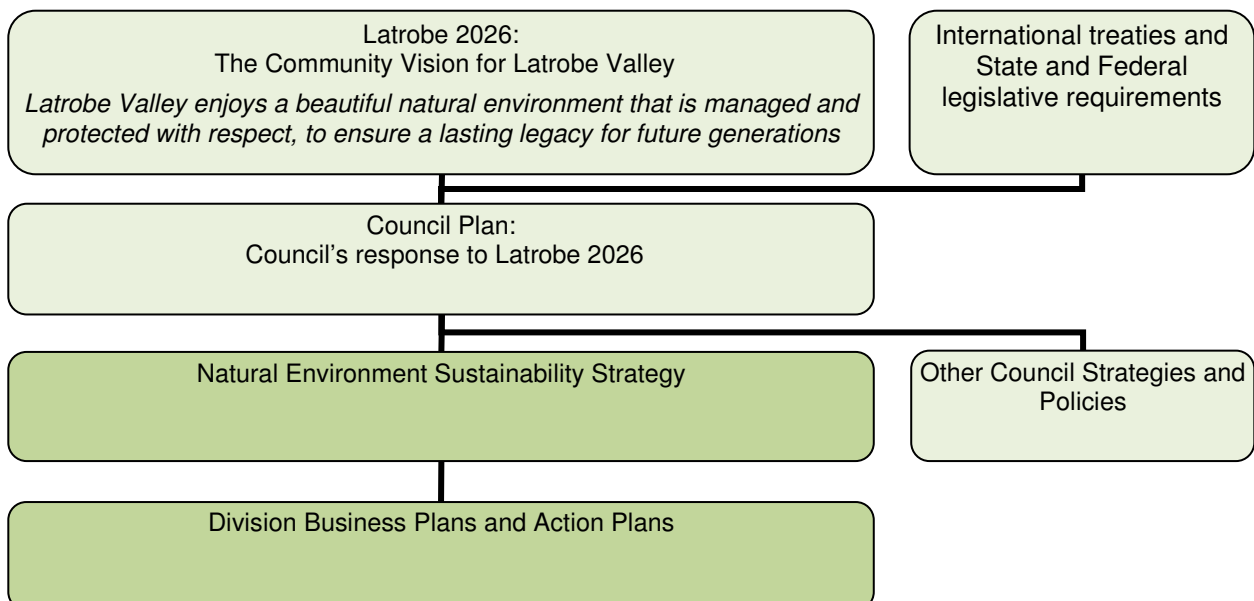 Latrobe 2026:
The Community Vision for Latrobe Valley
Latrobe Valley enjoys a beautiful natural environment that is managed and
protected with respect, to ensure a lasting legacy for future generations
International treaties and
State and Federal
legislative requirements
Council Plan:
Council’s response to Latrobe 2026
Natural Environment Sustainability Strategy
Other Council Strategies and
Policies
Division Business Plans and Action Plans